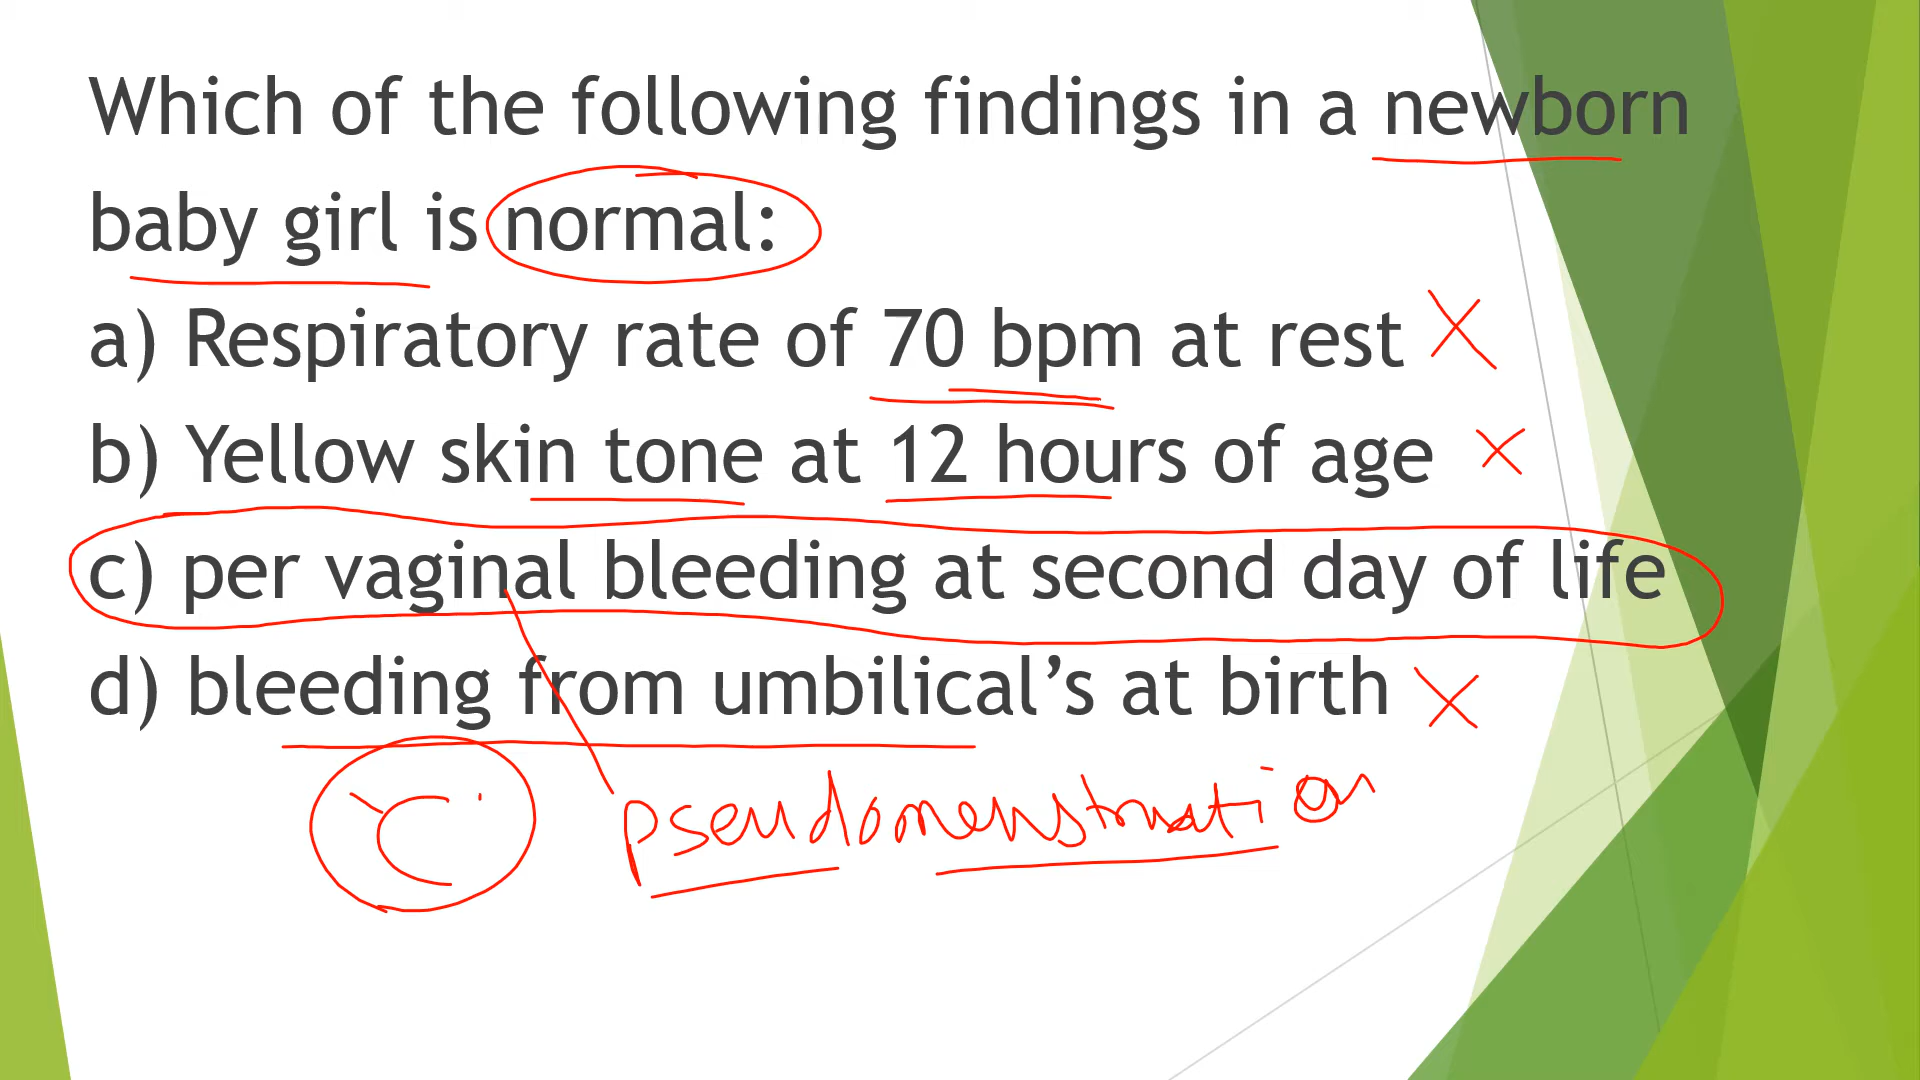 Which of the following findings in a newborn
baby girl is normal:
a) Respiratory rate of 70 bpm at rest
b) Yellow skin tone at 12 hours of age
c) per vaginal bleeding at second day of life
d) bleeding from umbilical’s at birth
C
pseudomenstruation